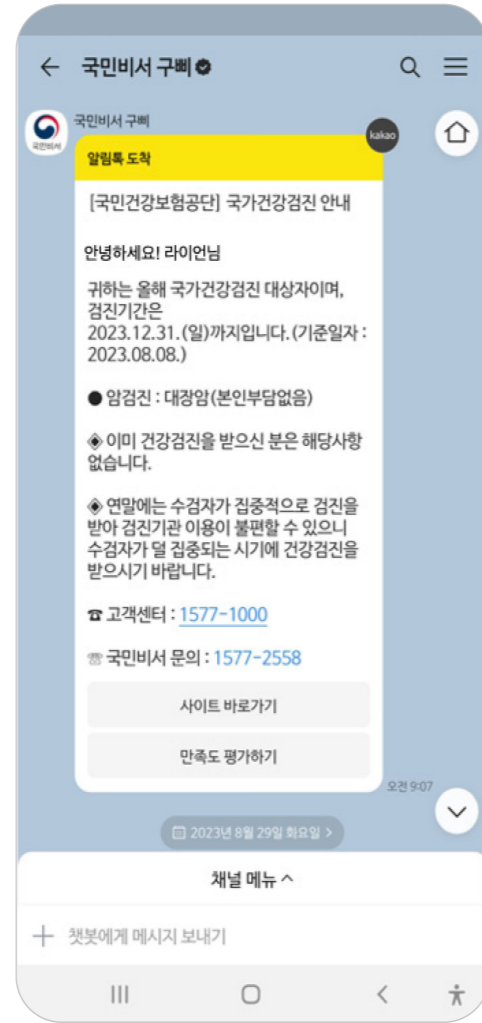 국민비서 구삐
국민비서 구삐
국민비서
kakao
알림톡 도착
[국민건강보험공단] 국가건강검진 안내
안녕하세요! 라이언님
귀하는 올해 국가건강검진 대상자이며,
검진기간은
2023.12.31.(일)까지입니다.(기준일자 :
2023.08.08.)
● 암검진 : 대장암(본인부담없음)
◈ 이미 건강검진을 받으신 분은 해당사항
없습니다.
◈ 연말에는 수검자가 집중적으로 검진을
받아 검진기관 이용이 불편할 수 있으니
수검자가 덜 집중되는 시기에 건강검진을
받으시기 바랍니다.
☎ 고객센터 : 1577-1000
☏ 국민비서 문의 : 1577-2558
사이트 바로가기
만족도 평가하기
오전 9:07
2023년 8월 29일 화요일 >
채널 메뉴 ^
챗봇에게 메시지 보내기